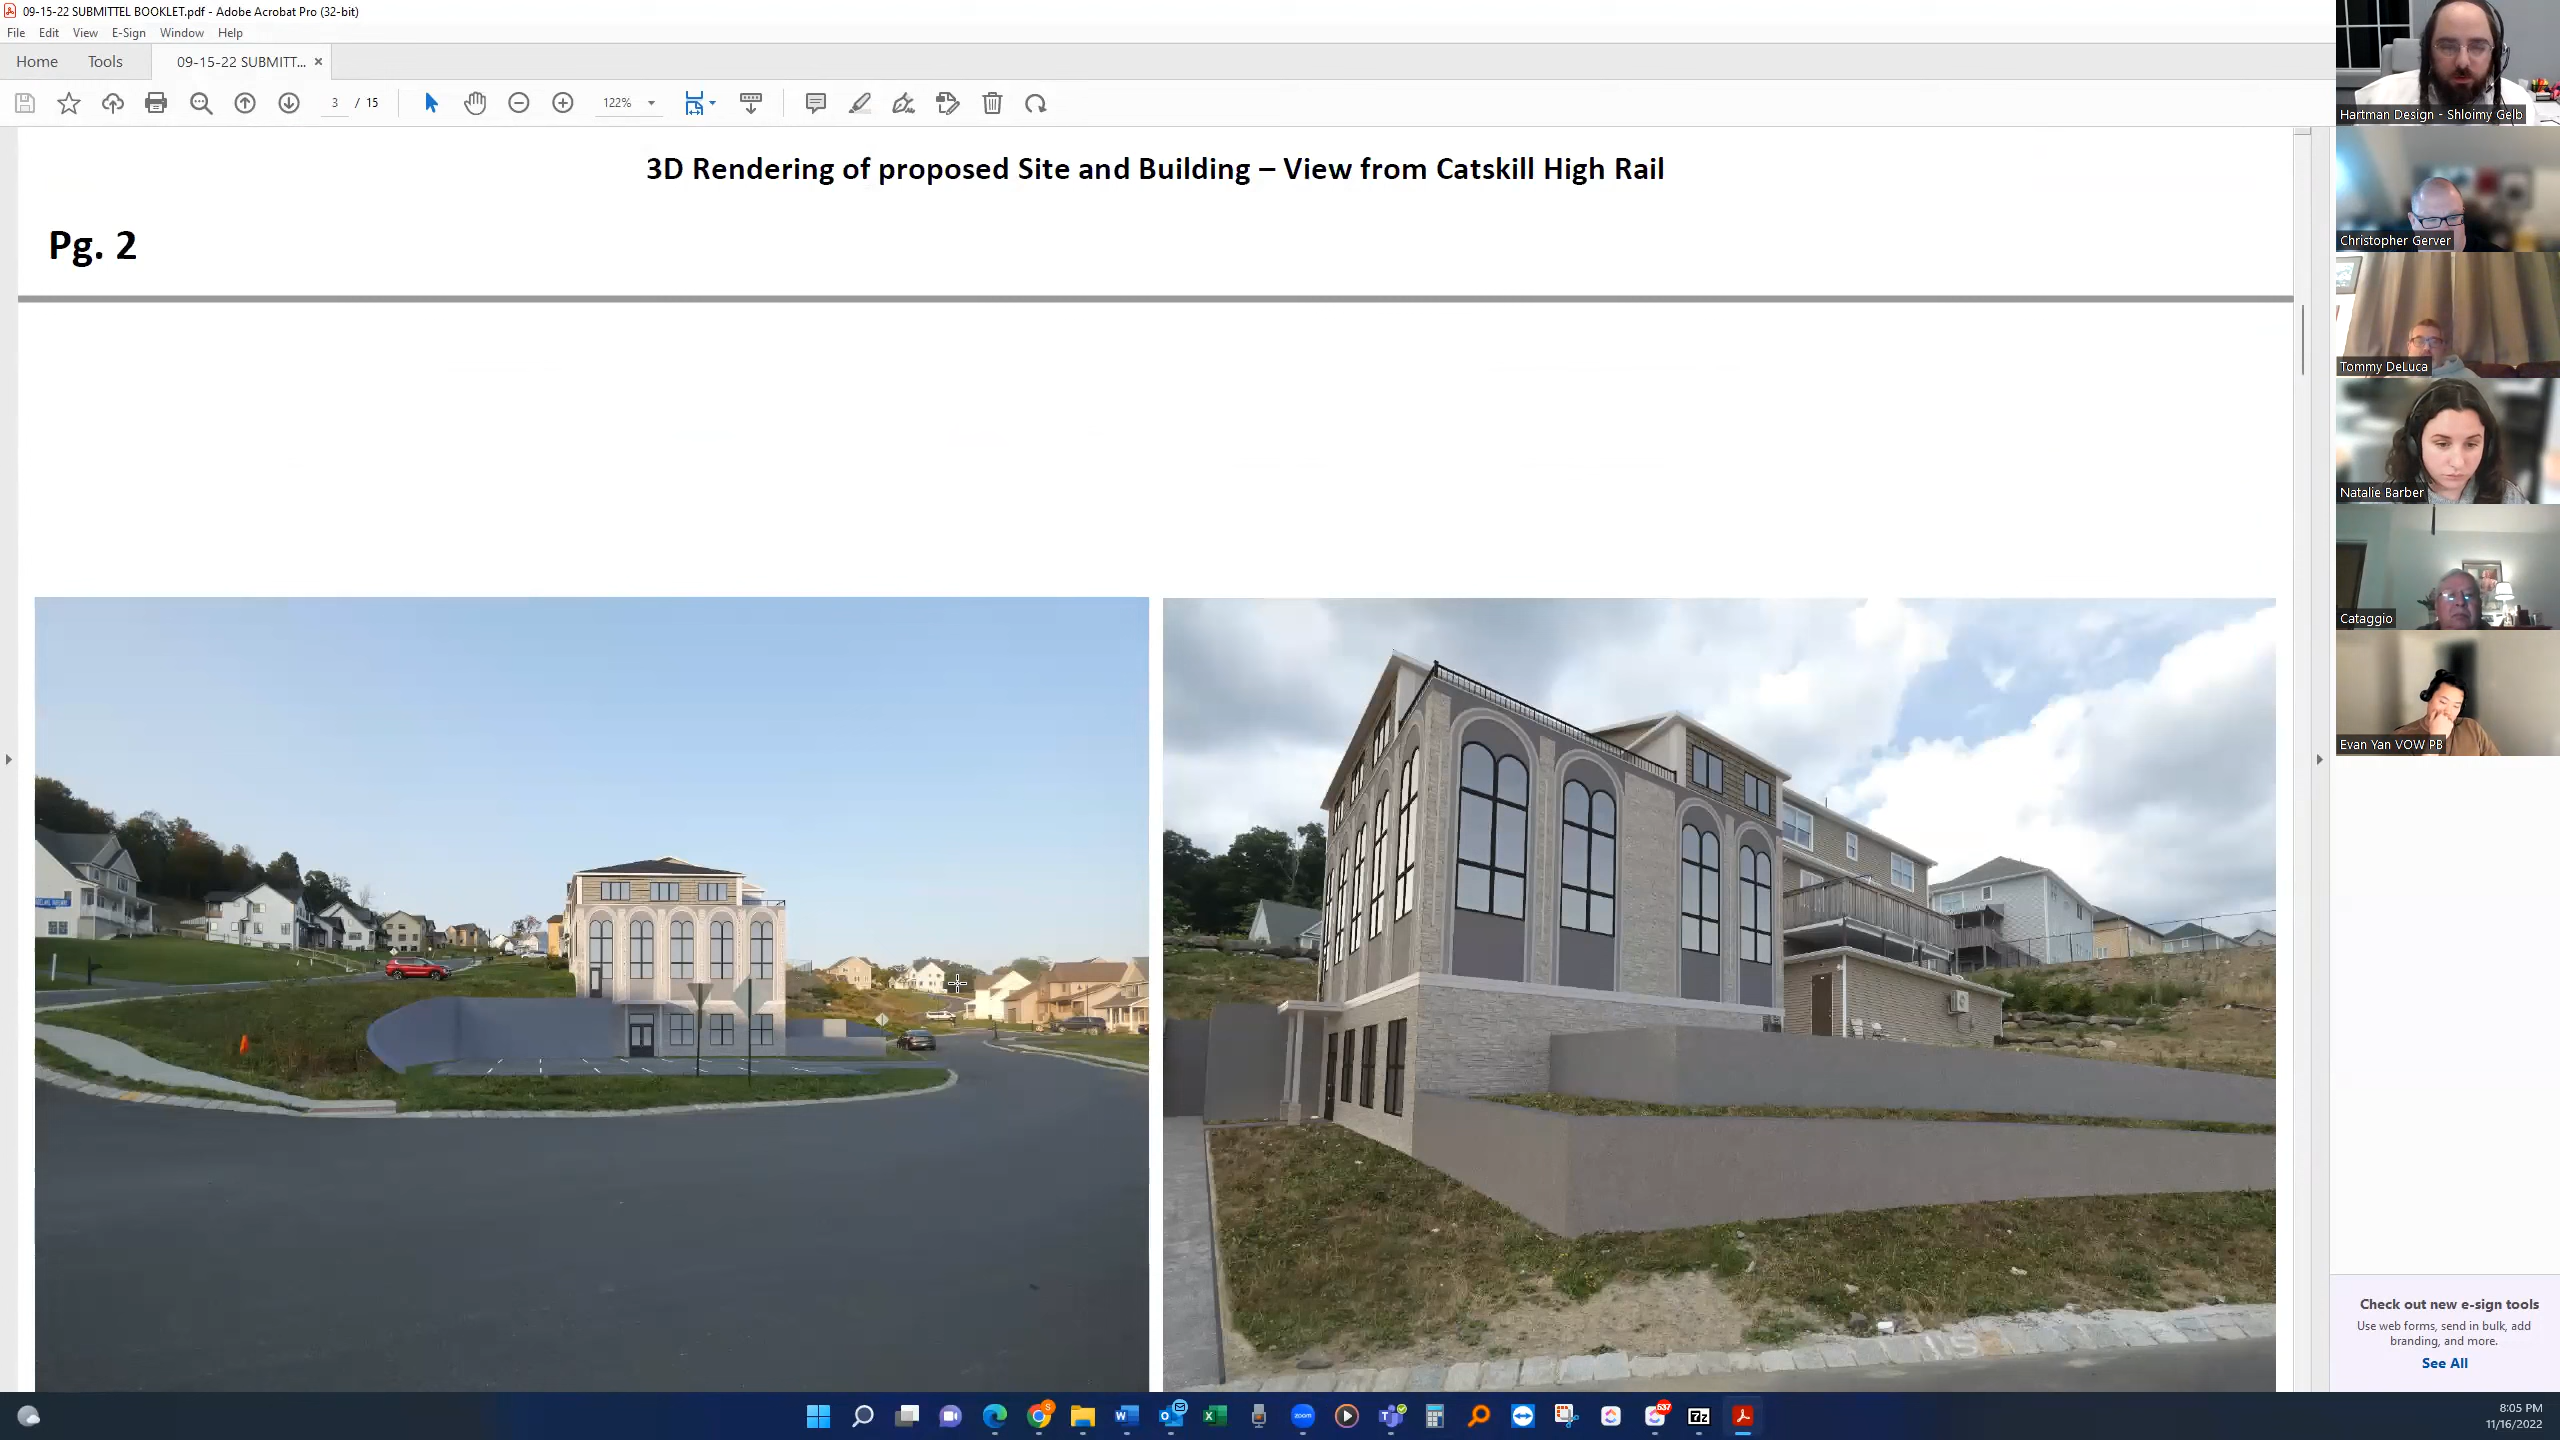 09-15-22 SUBMITTEL BOOKLET.pdf - Adobe Acrobat Pro (32-bit)
File Edit View E-Sign Window Help
Home Tools 09-15-22 SUBMITT... ×
3 / 15 122%
3D Rendering of proposed Site and Building – View from Catskill High Rail
Pg. 2
Hartman Design - Shloimy Gelb
Christopher Gerver
Tommy DeLuca
Natalie Barber
Cataggio
Evan Yan VOW PB
Check out new e-sign tools
Use web forms, send in bulk, add
branding, and more.
See All
zoom
537
7z
8:05 PM
11/16/2022